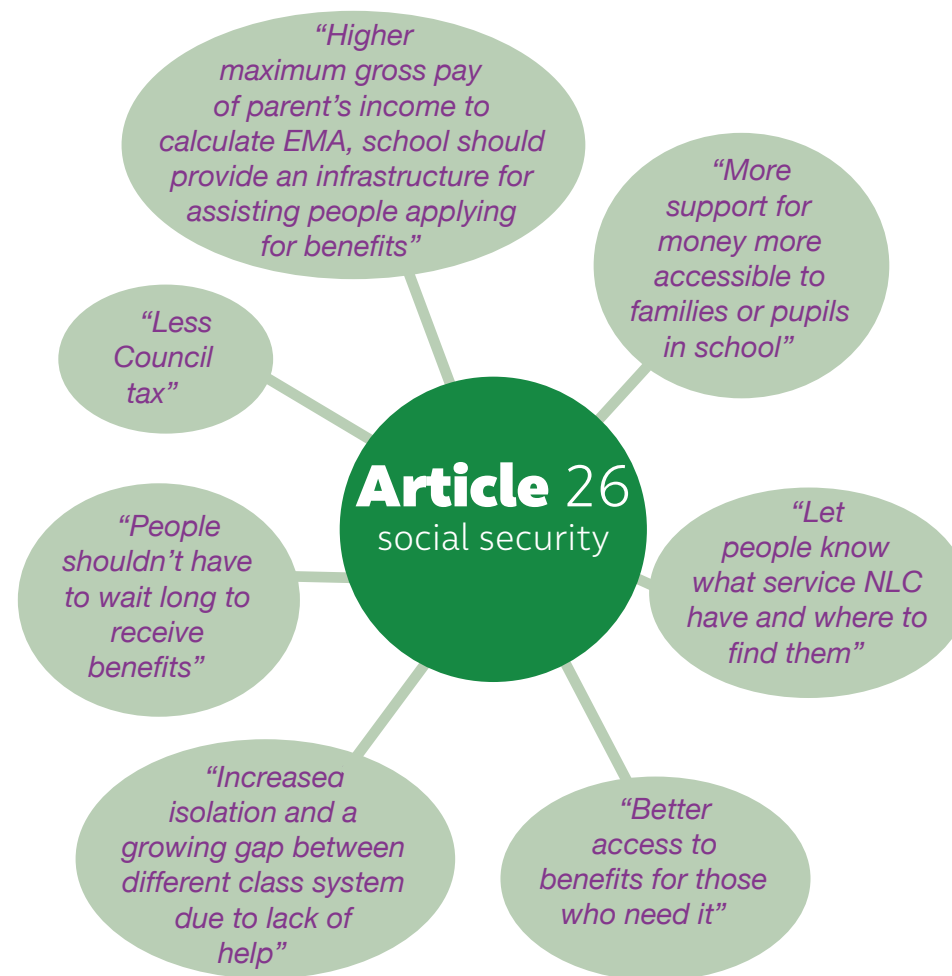 “Higher
maximum gross pay
of parent’s income to
calculate EMA, school should
provide an infrastructure for
assisting people applying
for benefits”
“More
support for
money more
accessible to
families or pupils
in school”
“Less
Council
tax”
Article 26
social security
“People
shouldn’t have
to wait long to
receive
benefits”
“Let
people know
what service NLC
have and where to
find them”
“Increased
isolation and a
growing gap between
different class system
due to lack of
help”
“Better
access to
benefits for those
who need it”